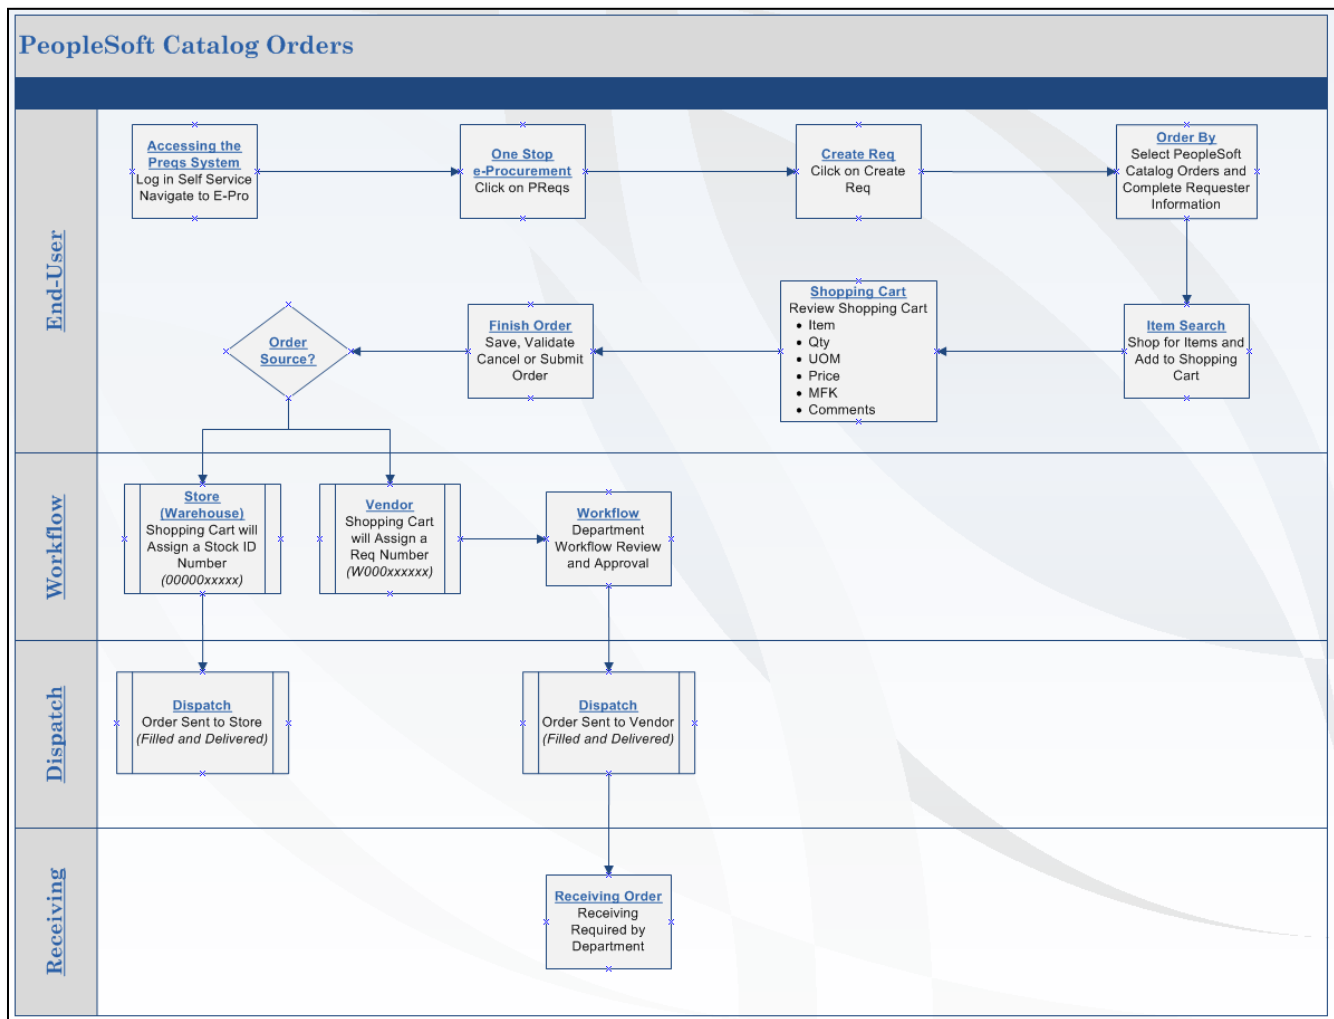 PeopleSoft Catalog Orders
End-User
Accessing the
Preqs System
Log in Self Service
Navigate to E-Pro
One Stop
e-Procurement
Click on PReqs
Create Req
Cilck on Create
Req
Order By
Select PeopleSoft
Catalog Orders and
Complete Requester
Information
Item Search
Shop for Items and
Add to Shopping
Cart
Shopping Cart
Review Shopping Cart
• Item
• Qty
• UOM
• Price
• MFK
• Comments
Finish Order
Save, Validate
Cancel or Submit
Order
Order
Source?
Workflow
Store
(Warehouse)
Shopping Cart will
Assign a Stock ID
Number
(00000xxxxx)
Vendor
Shopping Cart
will Assign a
Req Number
(W000xxxxxx)
Workflow
Department
Workflow Review
and Approval
Dispatch
Dispatch
Order Sent to Store
(Filled and Delivered)
Dispatch
Order Sent to Vendor
(Filled and Delivered)
Receiving
Receiving Order
Receiving
Required by
Department